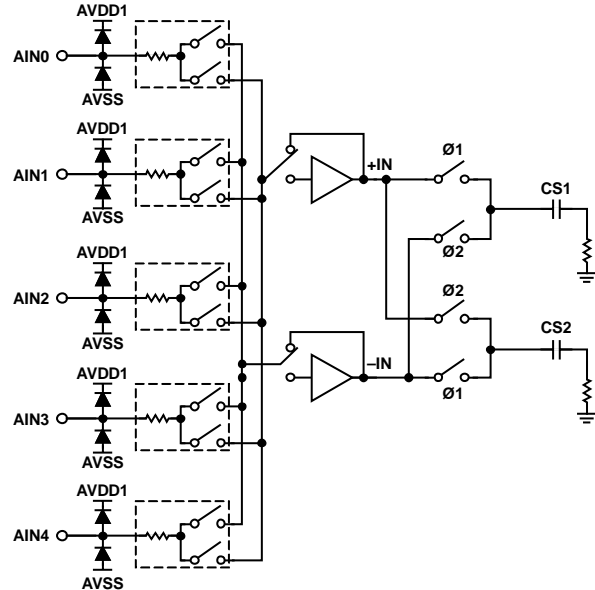 AVDD1
AIN0
AVSS
AVDD1
AIN1
AVSS
AVDD1
AIN2
AVSS
AVDD1
AIN3
AVSS
AVDD1
AIN4
AVSS
+IN
–IN
Ø1
Ø2
Ø2
Ø1
CS1
CS2